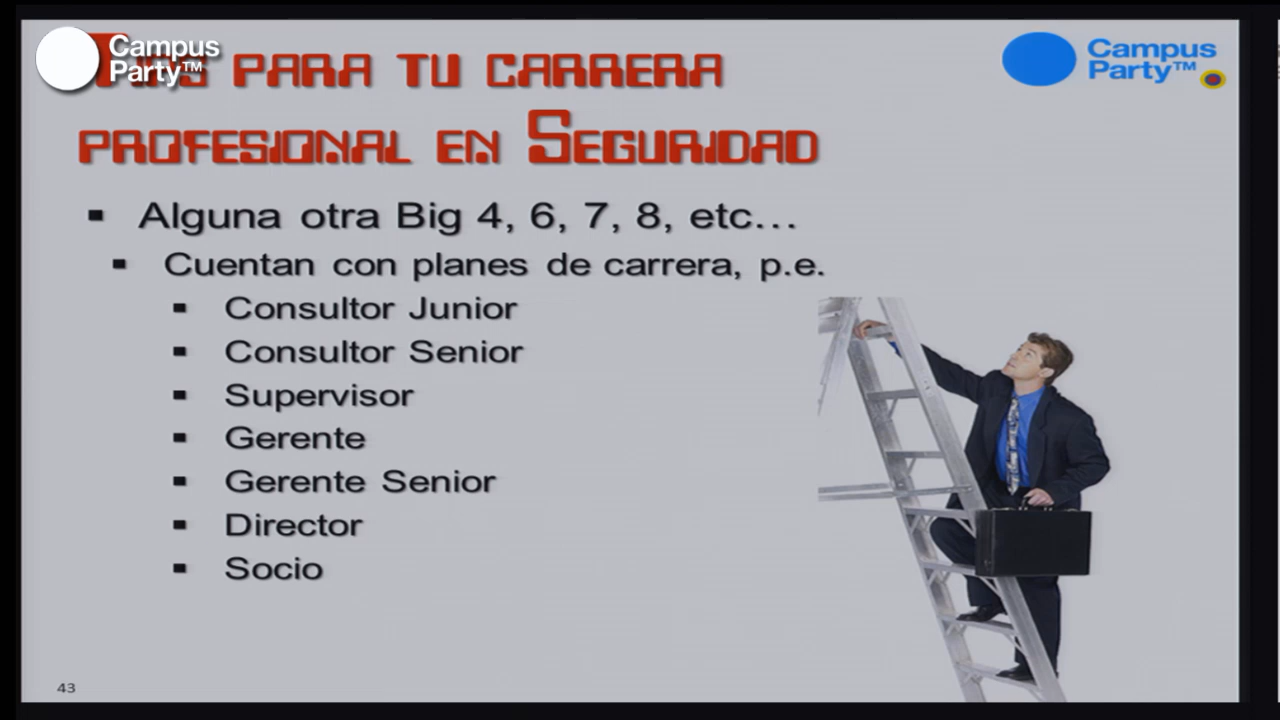 Campus
Party™
PARA TU CARRERA
PROFESIONAL EN SEGURIDAD
Campus
Party™
▪ Alguna otra Big 4, 6, 7, 8, etc…
▪ Cuentan con planes de carrera, p.e.
▪ Consultor Junior
▪ Consultor Senior
▪ Supervisor
▪ Gerente
▪ Gerente Senior
▪ Director
▪ Socio
43